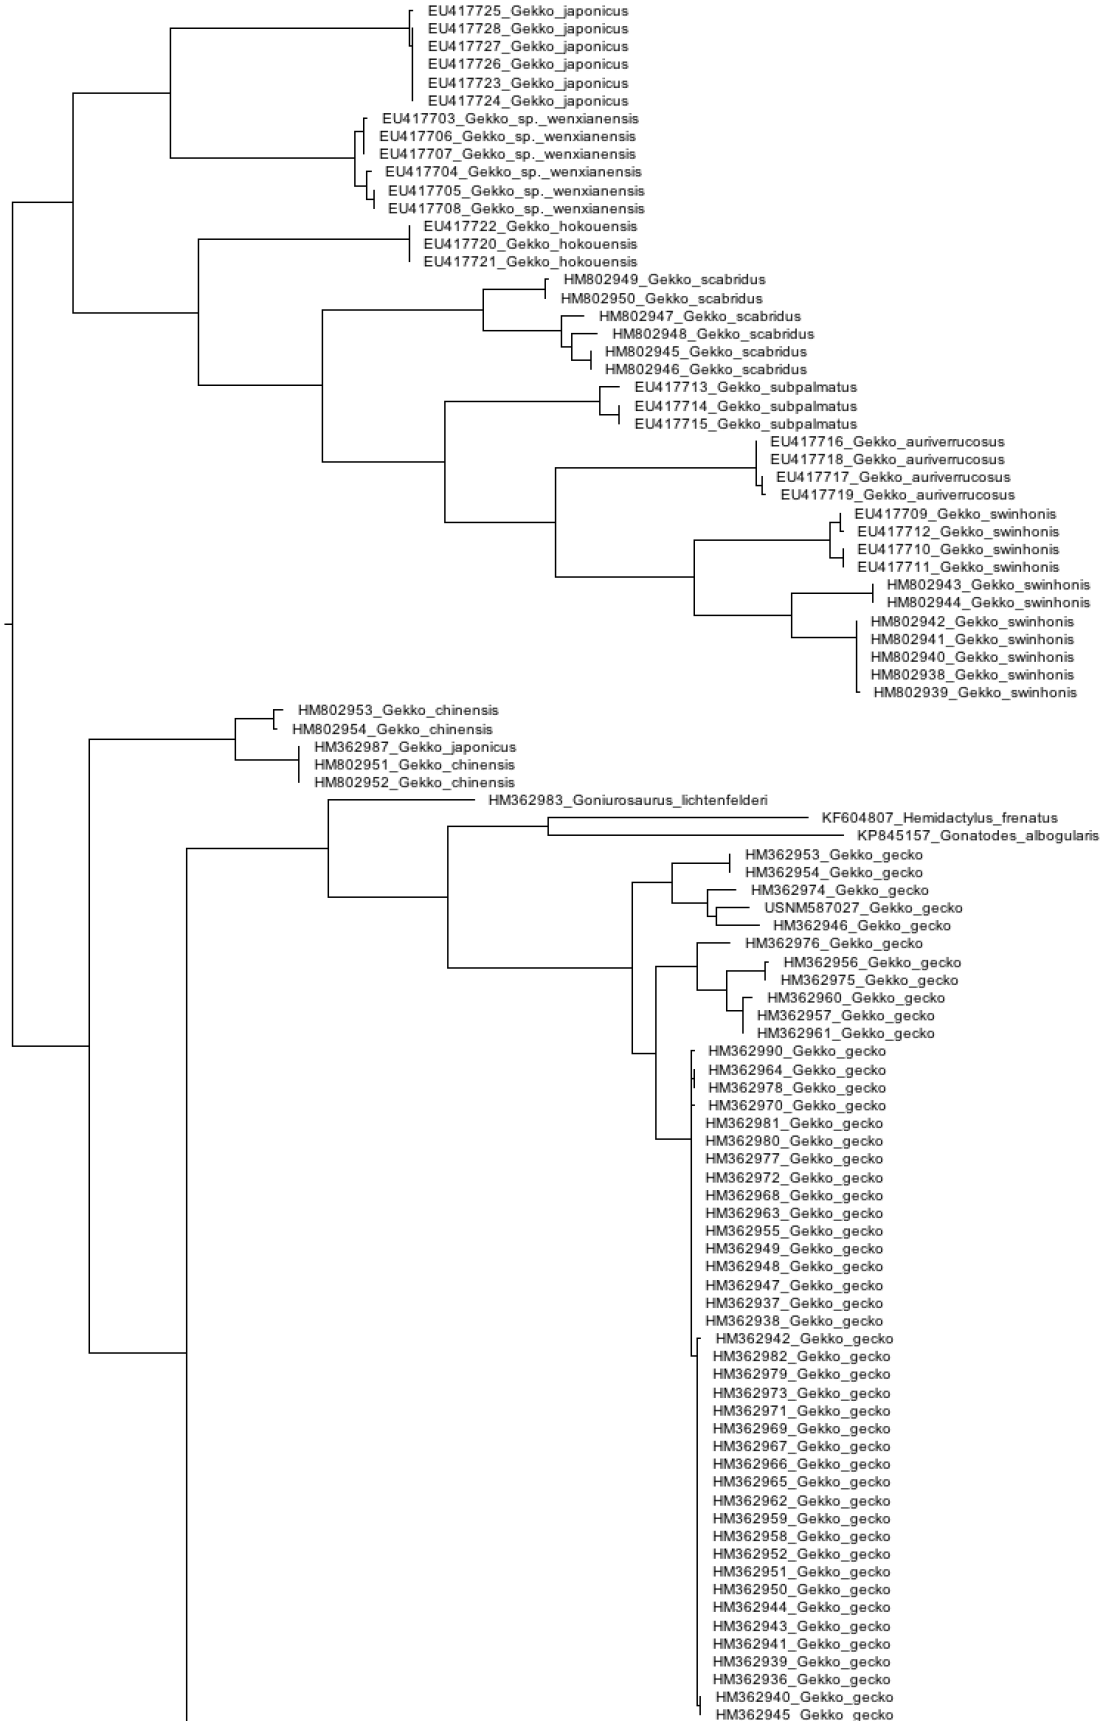 EU417725_Gekko_japonicus
EU417728_Gekko_japonicus
EU417727_Gekko_japonicus
EU417726_Gekko_japonicus
EU417723_Gekko_japonicus
EU417724_Gekko_japonicus
EU417703_Gekko_sp._wenxianensis
EU417706_Gekko_sp._wenxianensis
EU417707_Gekko_sp._wenxianensis
EU417704_Gekko_sp._wenxianensis
EU417705_Gekko_sp._wenxianensis
EU417708_Gekko_sp._wenxianensis
EU417722_Gekko_hokouensis
EU417720_Gekko_hokouensis
EU417721_Gekko_hokouensis
HM802949_Gekko_scabridus
HM802950_Gekko_scabridus
HM802947_Gekko_scabridus
HM802948_Gekko_scabridus
HM802945_Gekko_scabridus
HM802946_Gekko_scabridus
EU417713_Gekko_subpalmatus
EU417714_Gekko_subpalmatus
EU417715_Gekko_subpalmatus
EU417716_Gekko_auriverrucosus
EU417718_Gekko_auriverrucosus
EU417717_Gekko_auriverrucosus
EU417719_Gekko_auriverrucosus
EU417709_Gekko_swinhonis
EU417712_Gekko_swinhonis
EU417710_Gekko_swinhonis
EU417711_Gekko_swinhonis
HM802943_Gekko_swinhonis
HM802944_Gekko_swinhonis
HM802942_Gekko_swinhonis
HM802941_Gekko_swinhonis
HM802940_Gekko_swinhonis
HM802938_Gekko_swinhonis
HM802939_Gekko_swinhonis
HM802953_Gekko_chinensis
HM802954_Gekko_chinensis
HM362987_Gekko_japonicus
HM802951_Gekko_chinensis
HM802952_Gekko_chinensis
HM362983_Goniurosaurus_lichtenfelderi
KF604807_Hemidactylus_frenatus
KP845157_Gonatodes_albogularis
HM362953_Gekko_gecko
HM362954_Gekko_gecko
HM362974_Gekko_gecko
USNM587027_Gekko_gecko
HM362946_Gekko_gecko
HM362976_Gekko_gecko
HM362956_Gekko_gecko
HM362975_Gekko_gecko
HM362960_Gekko_gecko
HM362957_Gekko_gecko
HM362961_Gekko_gecko
HM362990_Gekko_gecko
HM362964_Gekko_gecko
HM362978_Gekko_gecko
HM362970_Gekko_gecko
HM362981_Gekko_gecko
HM362980_Gekko_gecko
HM362977_Gekko_gecko
HM362972_Gekko_gecko
HM362968_Gekko_gecko
HM362963_Gekko_gecko
HM362955_Gekko_gecko
HM362949_Gekko_gecko
HM362948_Gekko_gecko
HM362947_Gekko_gecko
HM362937_Gekko_gecko
HM362938_Gekko_gecko
HM362942_Gekko_gecko
HM362982_Gekko_gecko
HM362979_Gekko_gecko
HM362973_Gekko_gecko
HM362971_Gekko_gecko
HM362969_Gekko_gecko
HM362967_Gekko_gecko
HM362966_Gekko_gecko
HM362965_Gekko_gecko
HM362962_Gekko_gecko
HM362959_Gekko_gecko
HM362958_Gekko_gecko
HM362952_Gekko_gecko
HM362951_Gekko_gecko
HM362950_Gekko_gecko
HM362944_Gekko_gecko
HM362943_Gekko_gecko
HM362941_Gekko_gecko
HM362939_Gekko_gecko
HM362936_Gekko_gecko
HM362940_Gekko_gecko
HM362945_Gekko_gecko